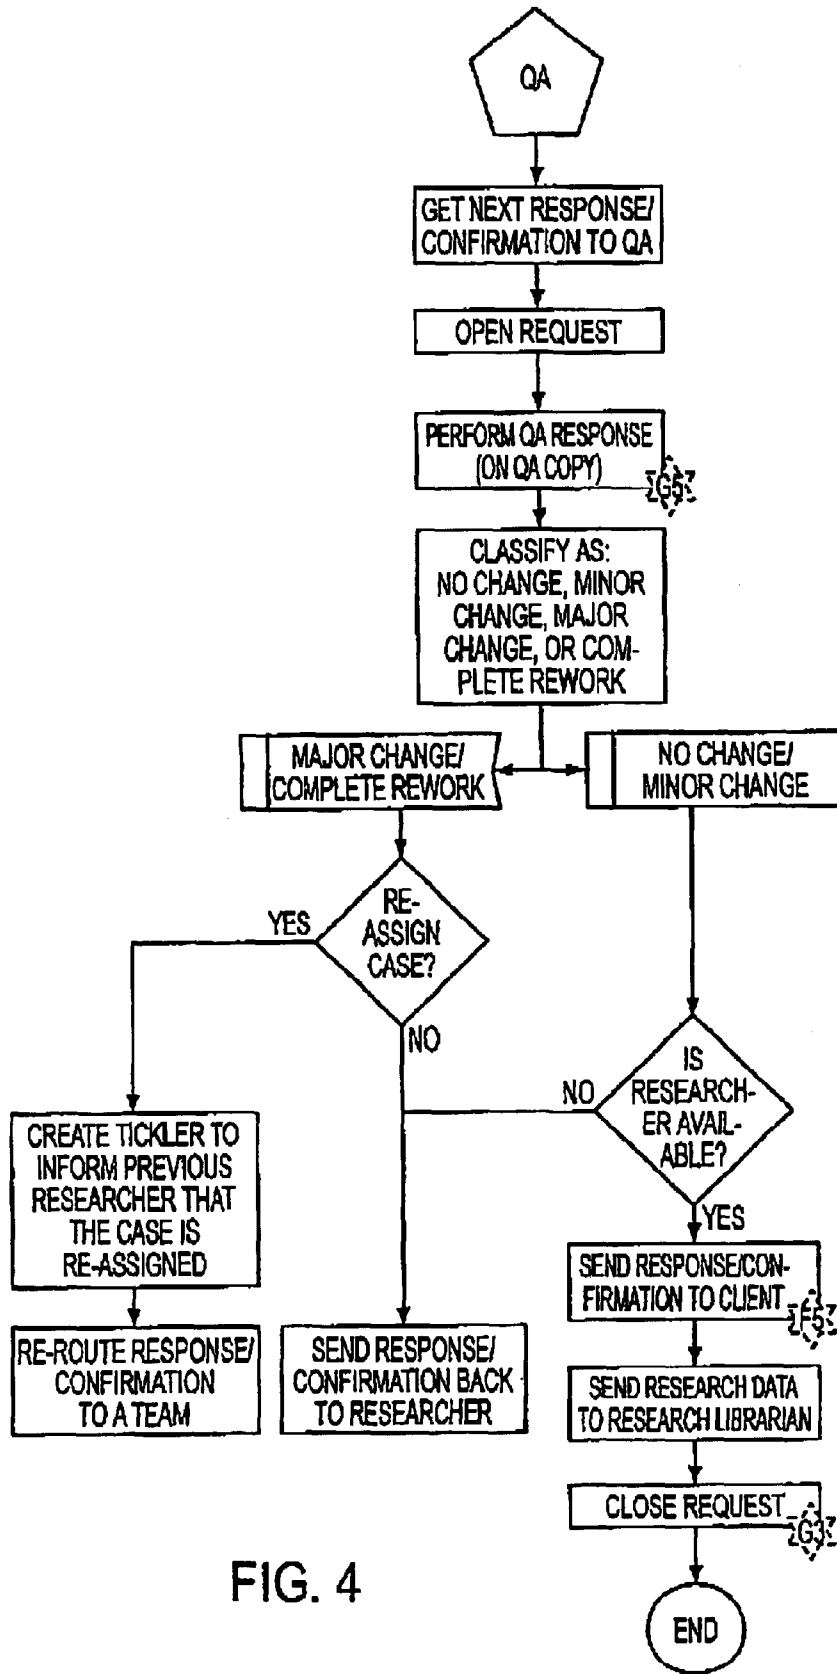 QA
GET NEXT RESPONSE/
CONFIRMATION TO QA
OPEN REQUEST
PERFORM QA RESPONSE
(ON QA COPY)
G5
CLASSIFY AS:
NO CHANGE, MINOR
CHANGE, MAJOR
CHANGE, OR COM-
PLETE REWORK
MAJOR CHANGE/
COMPLETE REWORK
NO CHANGE/
MINOR CHANGE
RE-
ASSIGN
CASE?
YES
NO
IS
RESEARCH-
ER AVAIL-
ABLE?
NO
YES
CREATE TICKLER TO
INFORM PREVIOUS
RESEARCHER THAT
THE CASE IS
RE-ASSIGNED
RE-ROUTE RESPONSE/
CONFIRMATION
TO A TEAM
SEND RESPONSE/
CONFIRMATION BACK
TO RESEARCHER
SEND RESPONSE/CON-
FIRMATION TO CLIENT
F5
SEND RESEARCH DATA
TO RESEARCH LIBRARIAN
CLOSE REQUEST
G3
END
FIG. 4